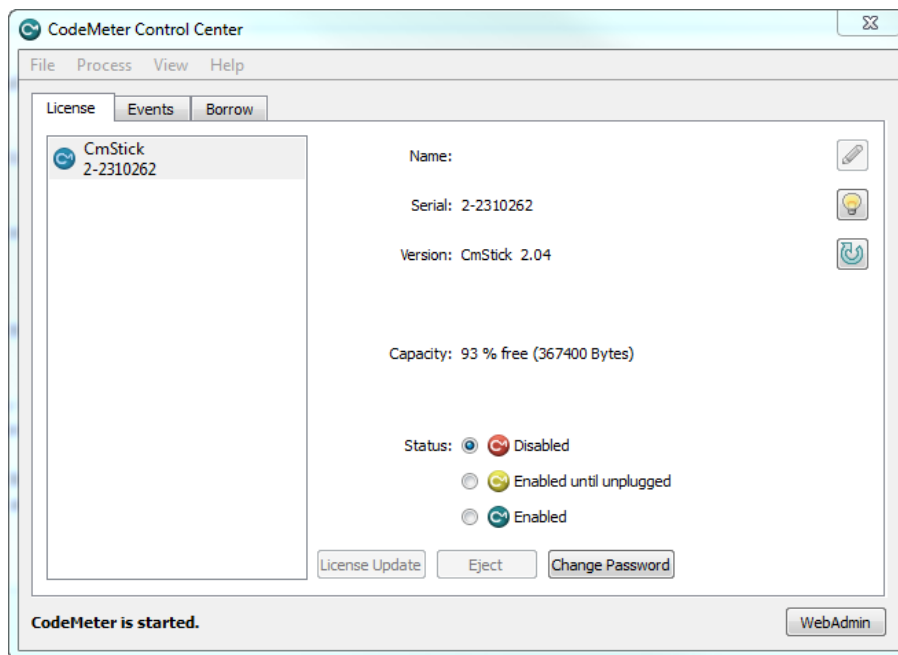 CodeMeter Control Center
File Process View Help
License Events Borrow
CmStick
2-2310262
Name:
Serial: 2-2310262
Version: CmStick 2.04
Capacity: 93 % free (367400 Bytes)
Status: Disabled
Enabled until unplugged
Enabled
License Update Eject Change Password
CodeMeter is started. WebAdmin